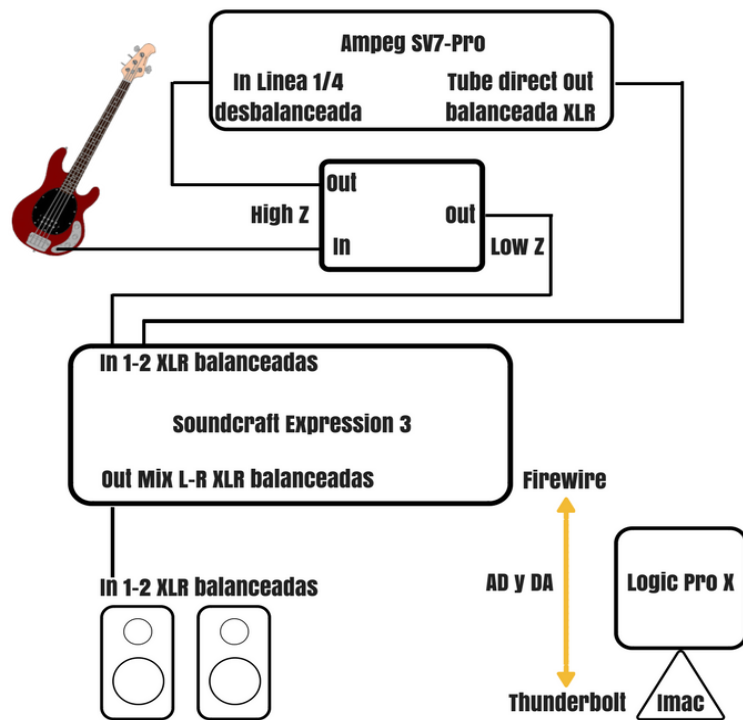 Ampeg SV7-Pro
In Linea 1/4
desbalanceada
Tube direct Out
balanceada XLR
Out
High Z
Out
In
Low Z
In 1-2 XLR balanceadas
Soundcraft Expression 3
Out Mix L-R XLR balanceadas
Firewire
In 1-2 XLR balanceadas
AD y DA
Logic Pro X
Thunderbolt
Imac